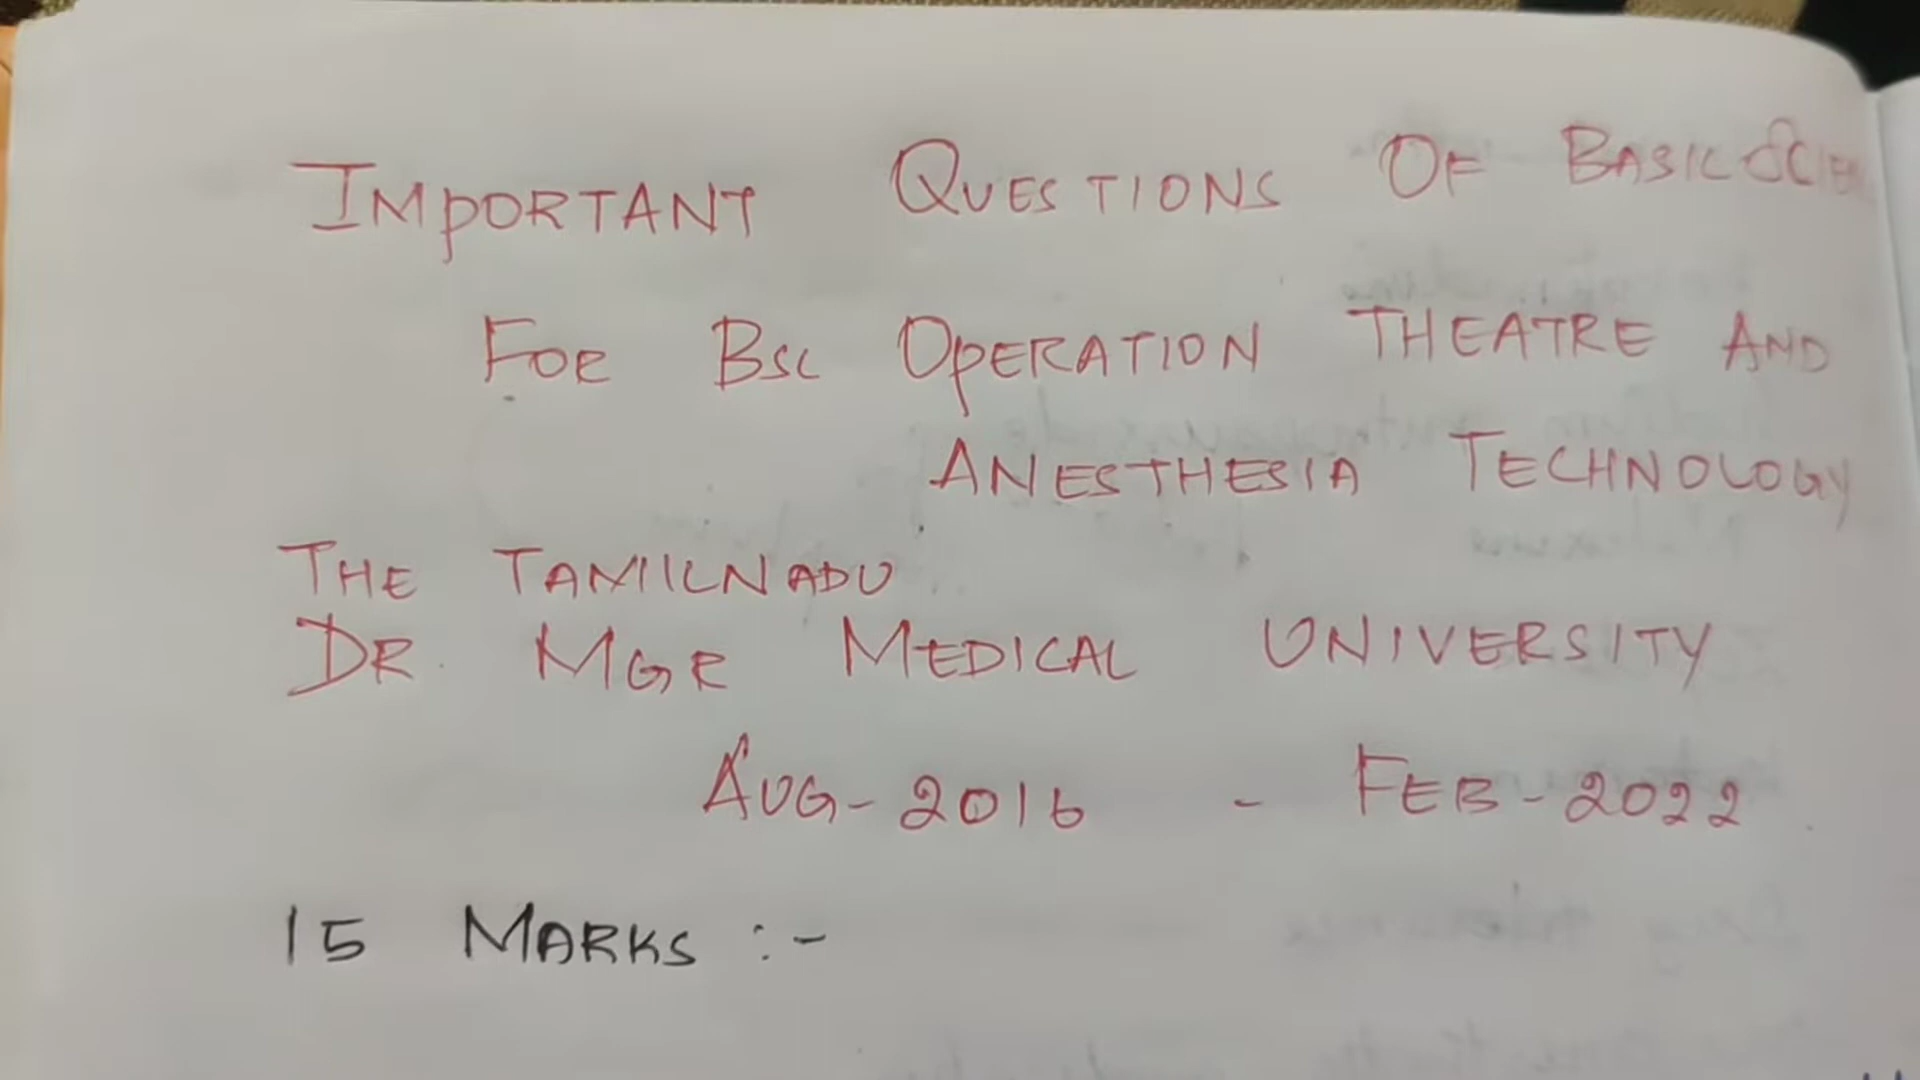 IMPORTANT QUESTIONS OF BASIC
FOR BSC OPERATION THEATRE AND
ANESTHESIA TECHNOLOGY
THE TAMILNADU
DR MGR MEDICAL UNIVERSITY
AUG-2016 - FEB-2022
15 MARKS :-